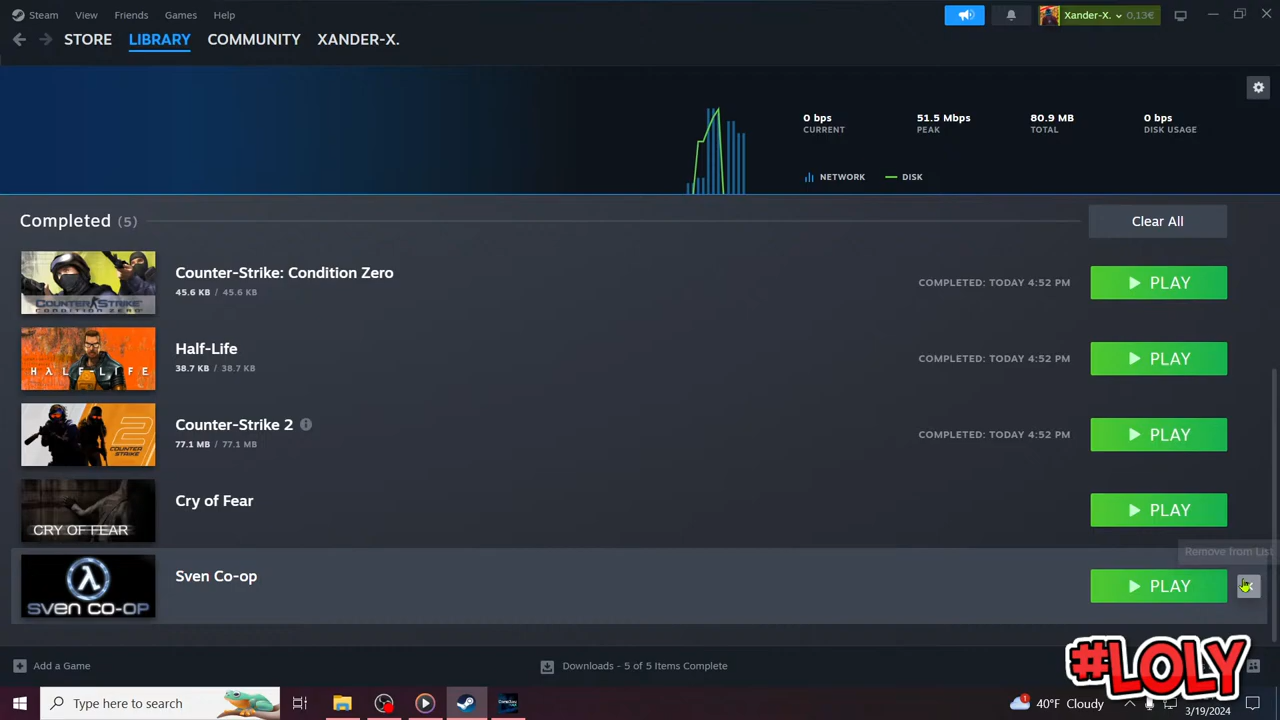 Steam View Friends Games Help Xander-X. 0,13€
STORE LIBRARY COMMUNITY XANDER-X.
0 bps 51.5 Mbps 80.9 MB 0 bps
CURRENT PEAK TOTAL DISK USAGE
NETWORK DISK
Completed (5) Clear All
COUNTER-STRIKE
CONDITION ZERO
Counter-Strike: Condition Zero
45.6 KB / 45.6 KB
COMPLETED: TODAY 4:52 PM PLAY
HΛLF-LIFE
Half-Life
38.7 KB / 38.7 KB
COMPLETED: TODAY 4:52 PM PLAY
2
COUNTER
STRIKE
Counter-Strike 2
77.1 MB / 77.1 MB
COMPLETED: TODAY 4:52 PM PLAY
CRY OF FEAR
Cry of Fear
PLAY
Remove from List
λ
SVEN CO-OP
Sven Co-op
PLAY
Add a Game Downloads - 5 of 5 Items Complete
#LOLY
Type here to search 1 40°F Cloudy 3/19/2024